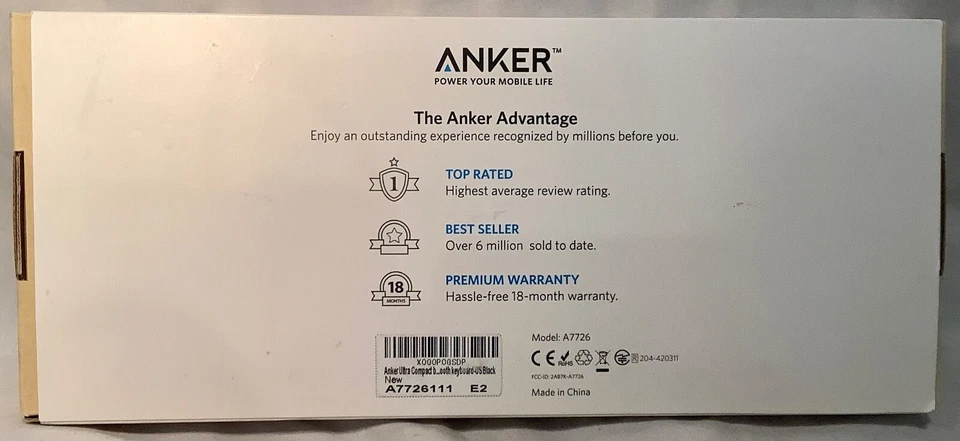 ANKER™
POWER YOUR MOBILE LIFE
The Anker Advantage
Enjoy an outstanding experience recognized by millions before you.
1
TOP RATED
Highest average review rating.
BEST SELLER
Over 6 million sold to date.
18
MONTHS
PREMIUM WARRANTY
Hassle-free 18-month warranty.
X000P0GSDP
Anker Ultra Compact b...ooth keyboard-US Black
New
A7726111 E2
Model: A7726
CE R 204-420311
FCC-ID: 2AB7K-A7726
Made in China